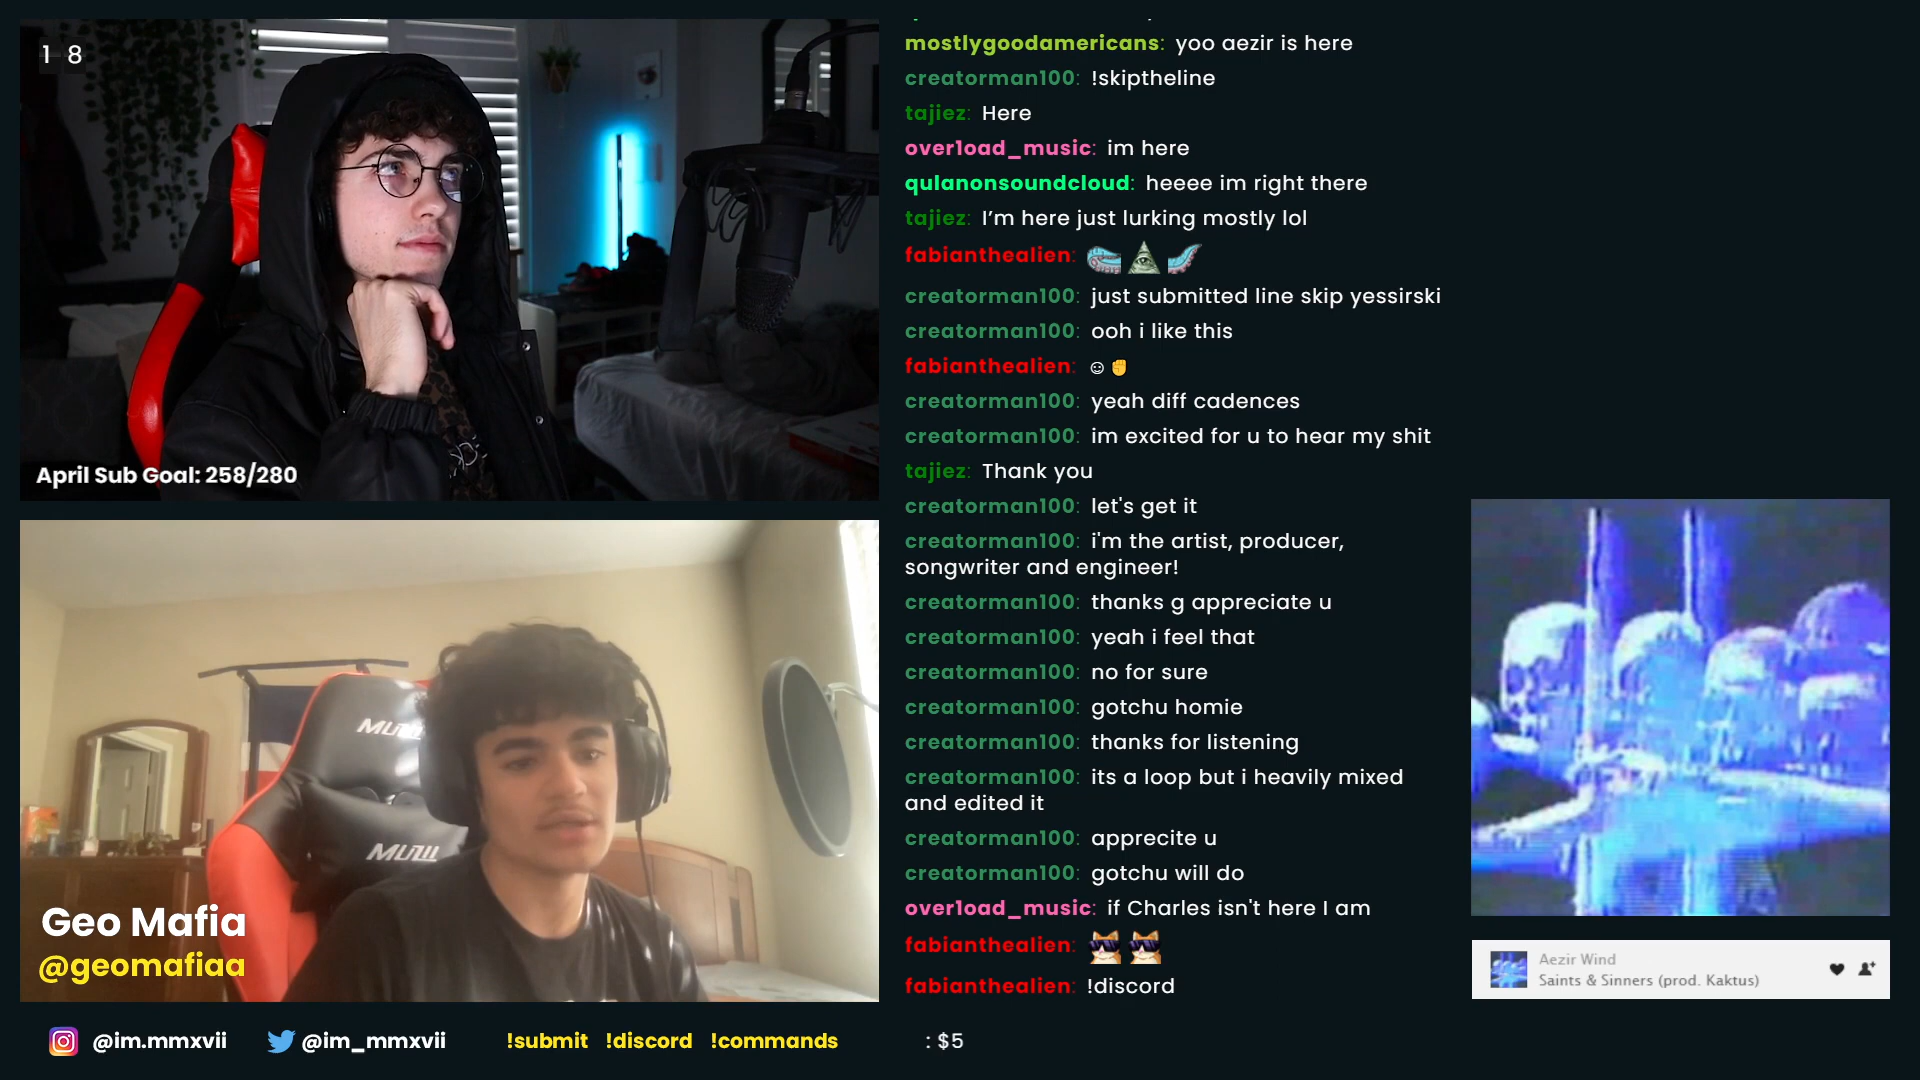 1 8
April Sub Goal: 258/280
Geo Mafia
@geomafiaa
@im.mmxvii
@im_mmxvii
!submit !discord !commands
: $5
mostlygoodamericans: yoo aezir is here
creatorman100: !skiptheline
tajiez: Here
over1oad_music: im here
qulanonsoundcloud: heeee im right there
tajiez: I’m here just lurking mostly lol
fabianthealien:
creatorman100: just submitted line skip yessirski
creatorman100: ooh i like this
fabianthealien: ☺✊
creatorman100: yeah diff cadences
creatorman100: im excited for u to hear my shit
tajiez: Thank you
creatorman100: let's get it
creatorman100: i'm the artist, producer,
songwriter and engineer!
creatorman100: thanks g appreciate u
creatorman100: yeah i feel that
creatorman100: no for sure
creatorman100: gotchu homie
creatorman100: thanks for listening
creatorman100: its a loop but i heavily mixed
and edited it
creatorman100: apprecite u
creatorman100: gotchu will do
over1oad_music: if Charles isn't here I am
fabianthealien:
fabianthealien: !discord
Aezir Wind
Saints & Sinners (prod. Kaktus)